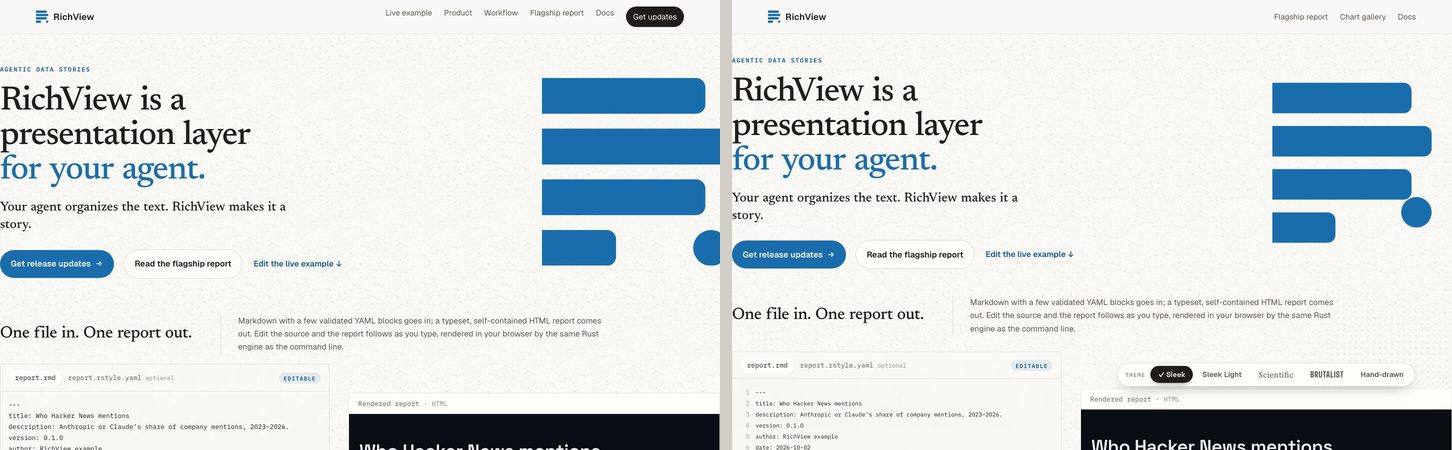 RichView
Live example Product Workflow Flagship report Docs Get updates
AGENTIC DATA STORIES
RichView is a
presentation layer
for your agent.
Your agent organizes the text. RichView makes it a
story.
Get release updates → Read the flagship report Edit the live example ↓
One file in. One report out.
Markdown with a few validated YAML blocks goes in; a typeset, self-contained HTML report comes
out. Edit the source and the report follows as you type, rendered in your browser by the same Rust
engine as the command line.
report.rmd report.rstyle.yaml optional EDITABLE
---
title: Who Hacker News mentions
description: Anthropic or Claude's share of company mentions, 2023–2026.
version: 0.1.0
author: RichView example
Rendered report · HTML
Who Hacker News mentions
RichView
Flagship report Chart gallery Docs
AGENTIC DATA STORIES
RichView is a
presentation layer
for your agent.
Your agent organizes the text. RichView makes it a
story.
Get release updates → Read the flagship report Edit the live example ↓
One file in. One report out.
Markdown with a few validated YAML blocks goes in; a typeset, self-contained HTML report comes
out. Edit the source and the report follows as you type, rendered in your browser by the same Rust
engine as the command line.
report.rmd report.rstyle.yaml optional EDITABLE
THEME ✓ Sleek Sleek Light Scientific BRUTALIST Hand-drawn
1 ---
2 title: Who Hacker News mentions
3 description: Anthropic or Claude's share of company mentions, 2023–2026.
4 version: 0.1.0
5 author: RichView example
6 date: 2026-10-02
Rendered report · HTML
Who Hacker News mentions